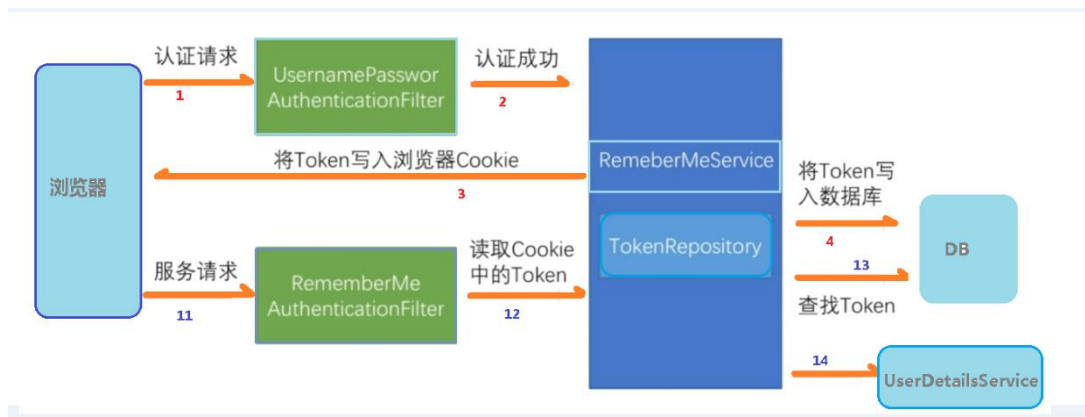 认证请求
1
UsernamePasswor
AuthenticationFilter
认证成功
2
将Token写入浏览器Cookie
3
RemeberMeService
浏览器
将Token写
入数据库
4
TokenRepository
DB
服务请求
11
RememberMe
AuthenticationFilter
读取Cookie
中的Token
12
13
查找Token
14
UserDetailsService